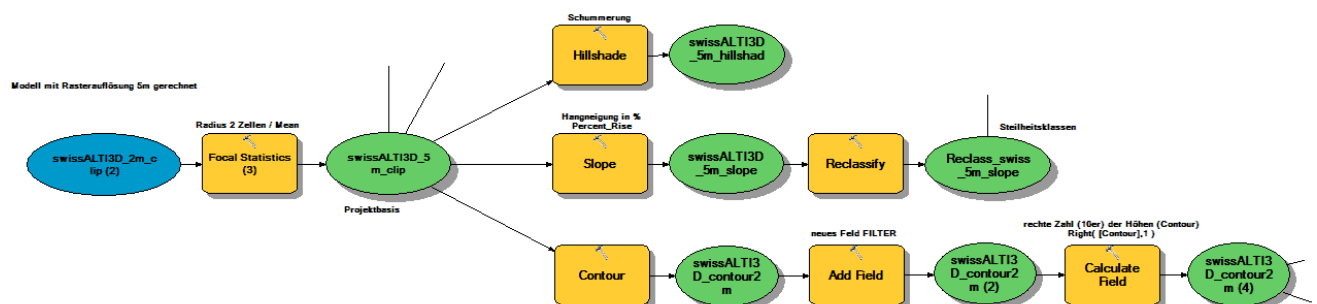 Schummerung
Hillshade
swissALTI3D
_5m_hillshad
Modell mit Rasterauflösung 5m gerechnet
Radius 2 Zellen / Mean
Hangneigung in %
Percent_Rise
Steilheitsklassen
swissALTI3D_2m_c
lip (2)
Focal Statistics
(3)
swissALTI3D_5
m_clip
Slope
swissALTI3D
_5m_slope
Reclassify
Reclass_swiss
_5m_slope
Projektbasis
neues Feld FILTER
rechte Zahl (10er) der Höhen (Contour)
Right( [Contour],1 )
Contour
swissALTI3
D_contour2
m
Add Field
swissALTI3
D_contour2
m (2)
Calculate
Field
swissALTI3
D_contour2
m (4)